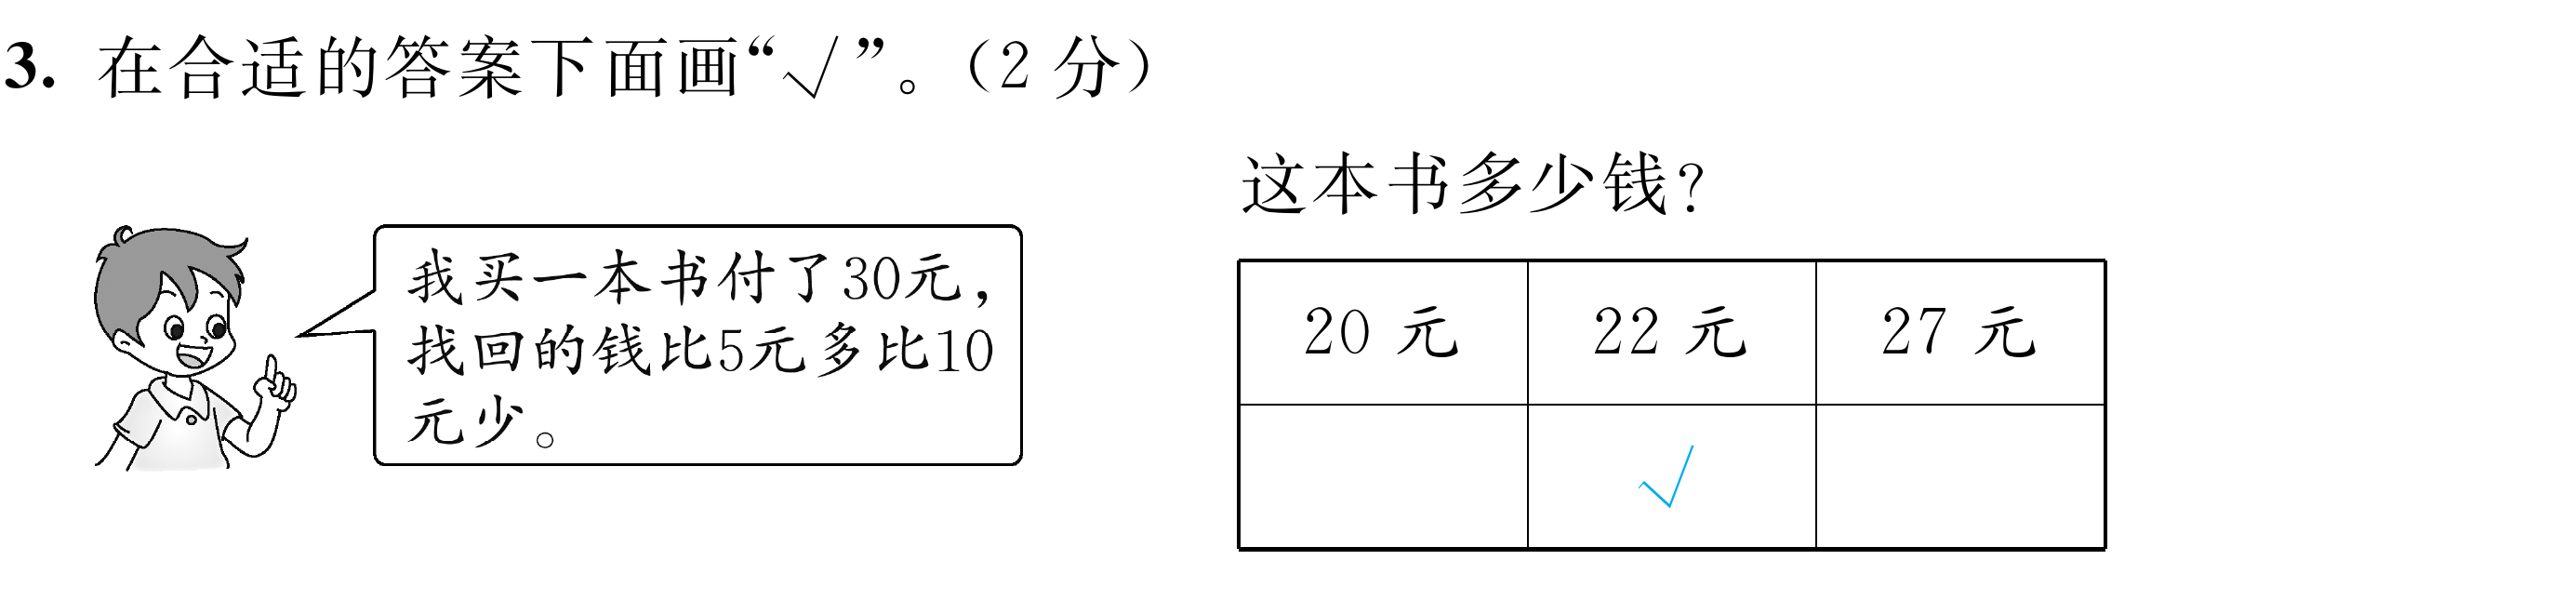 3. 在合适的答案下面画“√”。（2 分）
我买一本书付了30元，
找回的钱比5元多比10
元少。
这本书多少钱？
20 元 22 元 27 元
√